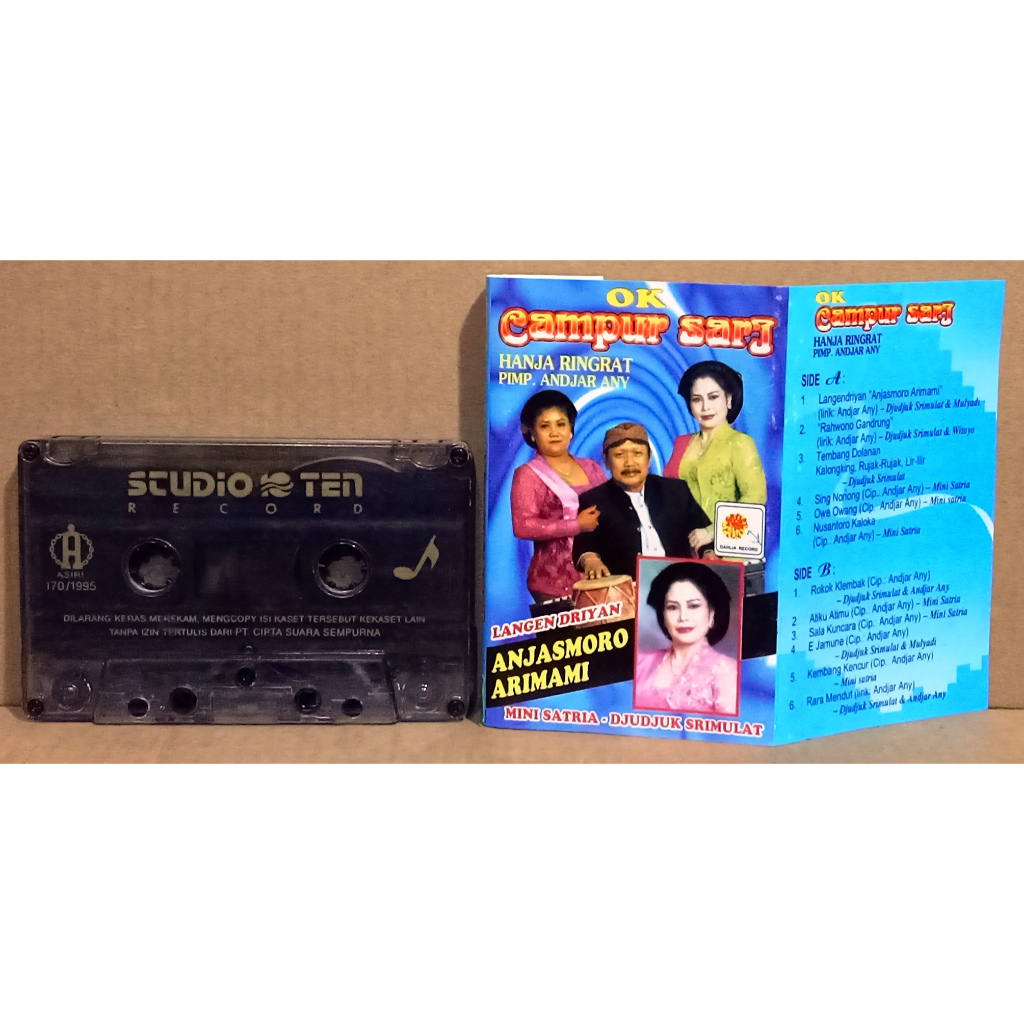 STUDIO TEN
RECORD
ASIRI
170/1995
DILARANG KERAS MEREKAM, MENGCOPY ISI KASET TERSEBUT KEKASET LAIN
TANPA IZIN TERTULIS DARI PT. CIPTA SUARA SEMPURNA
OK
Campur Sari
HANJA RINGRAT
PIMP. ANDJAR ANY
DAHLIA RECORD
LANGEN DRIYAN
ANJASMORO
ARIMAMI
MINI SATRIA - DJUDJUK SRIMULAT
OK
Campur Sari
HANJA RINGRAT
PIMP. ANDJAR ANY
SIDE A :
1. Langendriyan "Anjasmoro Arimami"
(lirik: Andjar Any) – Djudjuk Srimulat & Mulyadi
2. "Rahwono Gandrung"
(lirik: Andjar Any) – Djudjuk Srimulat & Witoyo
3. Tembang Dolanan
Kalongking, Rujak-Rujak, Lir-Ilir
– Djudjuk Srimulat
4. Sing Nonong (Cip.. Andjar Any) – Mini Satria
5. Owe Owang (Cip.. Andjar Any) – Mini satria
6. Nusantoro Kaloka
(Cip.. Andjar Any) – Mini Satria
SIDE B :
1. Rokok Klembak (Cip.: Andjar Any)
– Djudjuk Srimulat & Andjar Any
2. Atiku Atimu (Cip.: Andjar Any) – Mini Satria
3. Sala Kuncara (Cip.: Andjar Any) – Mini Satria
4. E Jamune (Cip.: Andjar Any)
– Djudjuk Srimulat & Mulyadi
5. Kembang Kencur (Cip.: Andjar Any)
– Mini satria
6. Rara Mendut (lirik: Andjar Any)
– Djudjuk Srimulat & Andjar Any